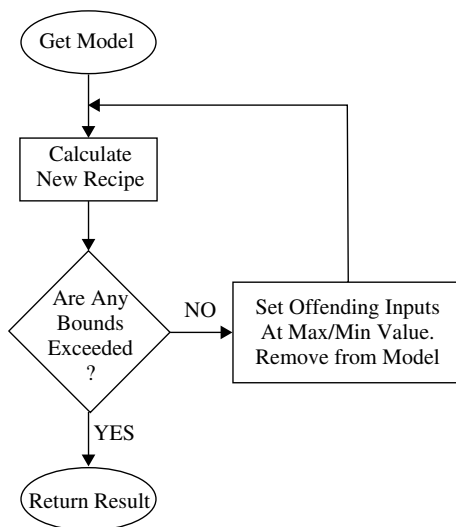 Get Model
Calculate
New Recipe
Are Any
Bounds
Exceeded
?
NO
Set Offending Inputs
At Max/Min Value.
Remove from Model
YES
Return Result